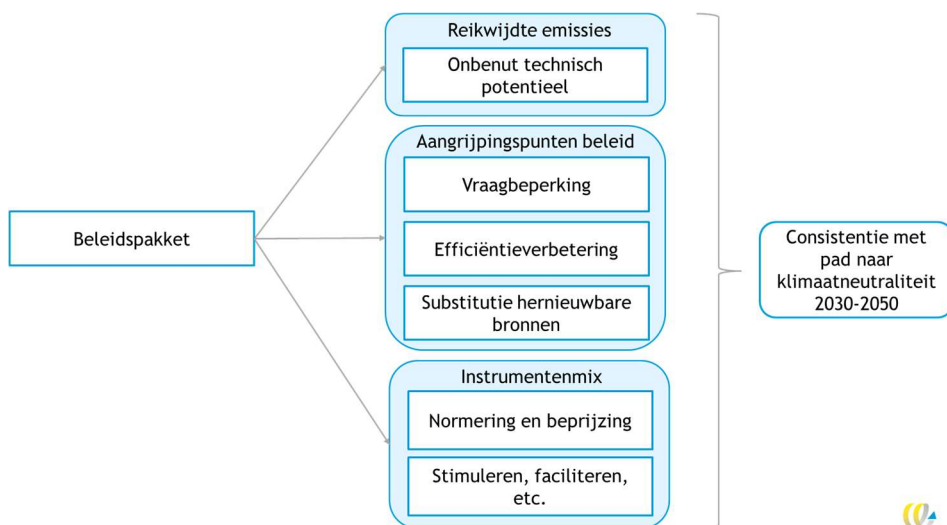 Reikwijdte emissies
Onbenut technisch
potentieel
Aangrijpingspunten beleid
Vraagbeperking
Efficiëntieverbetering
Substitutie hernieuwbare
bronnen
Instrumentenmix
Normering en beprijzing
Stimuleren, faciliteren,
etc.
Beleidspakket
Consistentie met
pad naar
klimaatneutraliteit
2030-2050